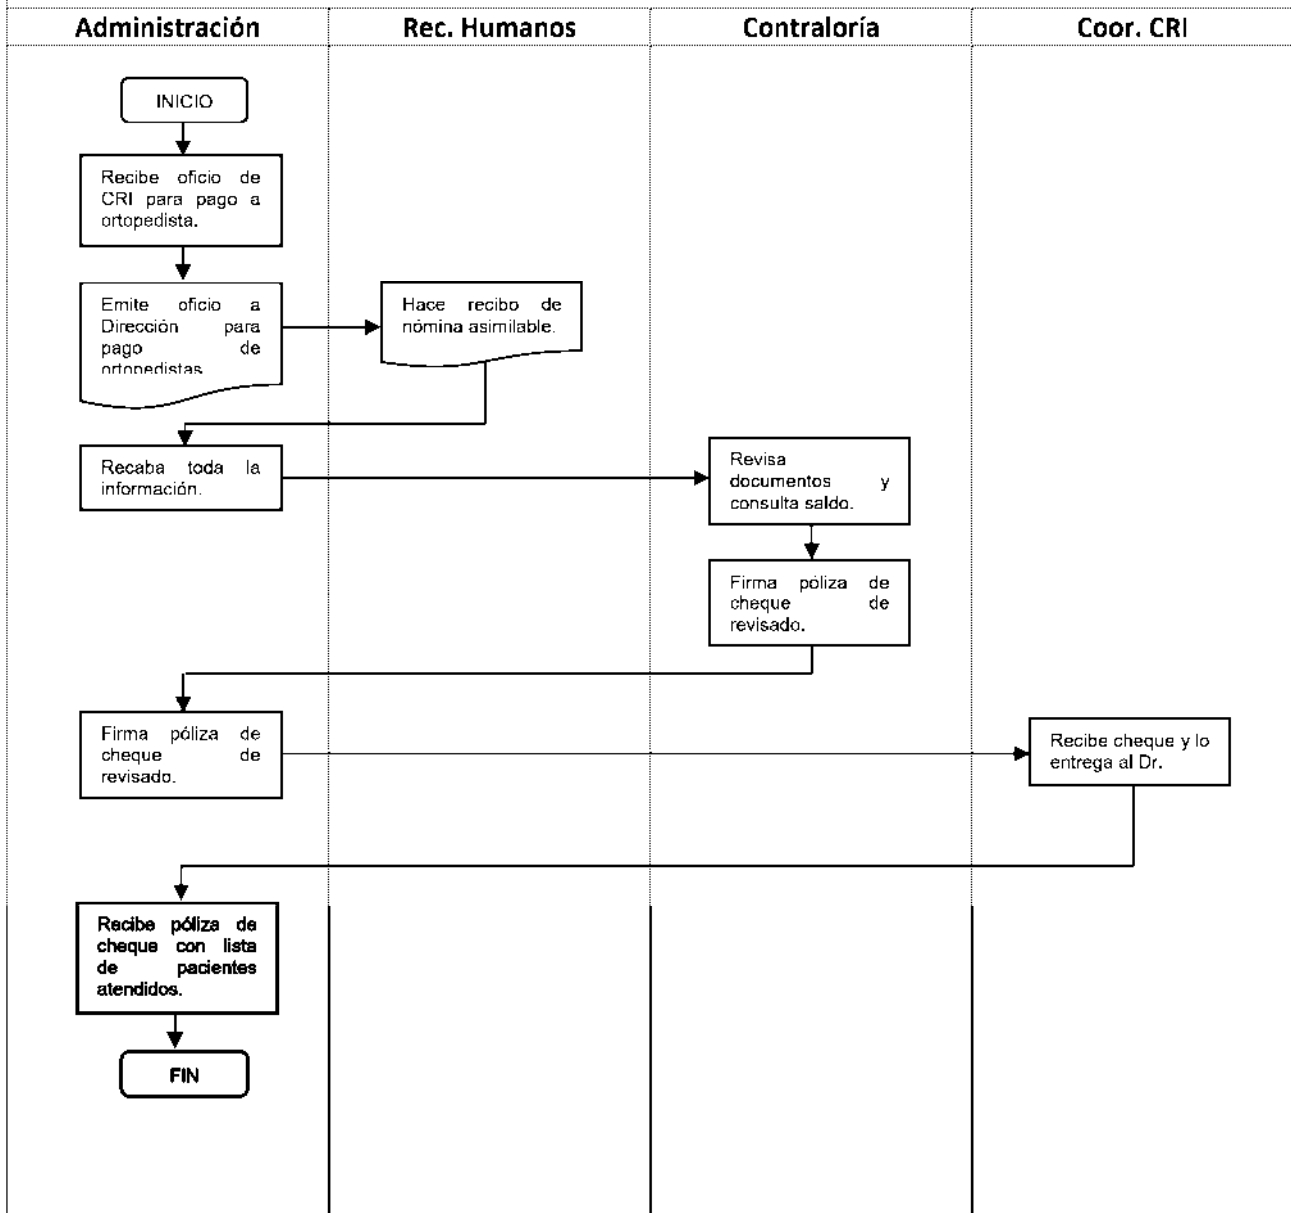 Administración
Rec. Humanos
Contraloría
Coor. CRI
INICIO
Recibe oficio de
CRI para pago a
ortopedista.
Emite oficio a
Dirección para
pago de
ortopedistas
Hace recibo de
nómina asimilable.
Recaba toda la
información.
Revisa
documentos y
consulta saldo.
Firma póliza de
cheque de
revisado.
Firma póliza de
cheque de
revisado.
Recibe cheque y lo
entrega al Dr.
Recibe póliza de
cheque con lista
de pacientes
atendidos.
FIN